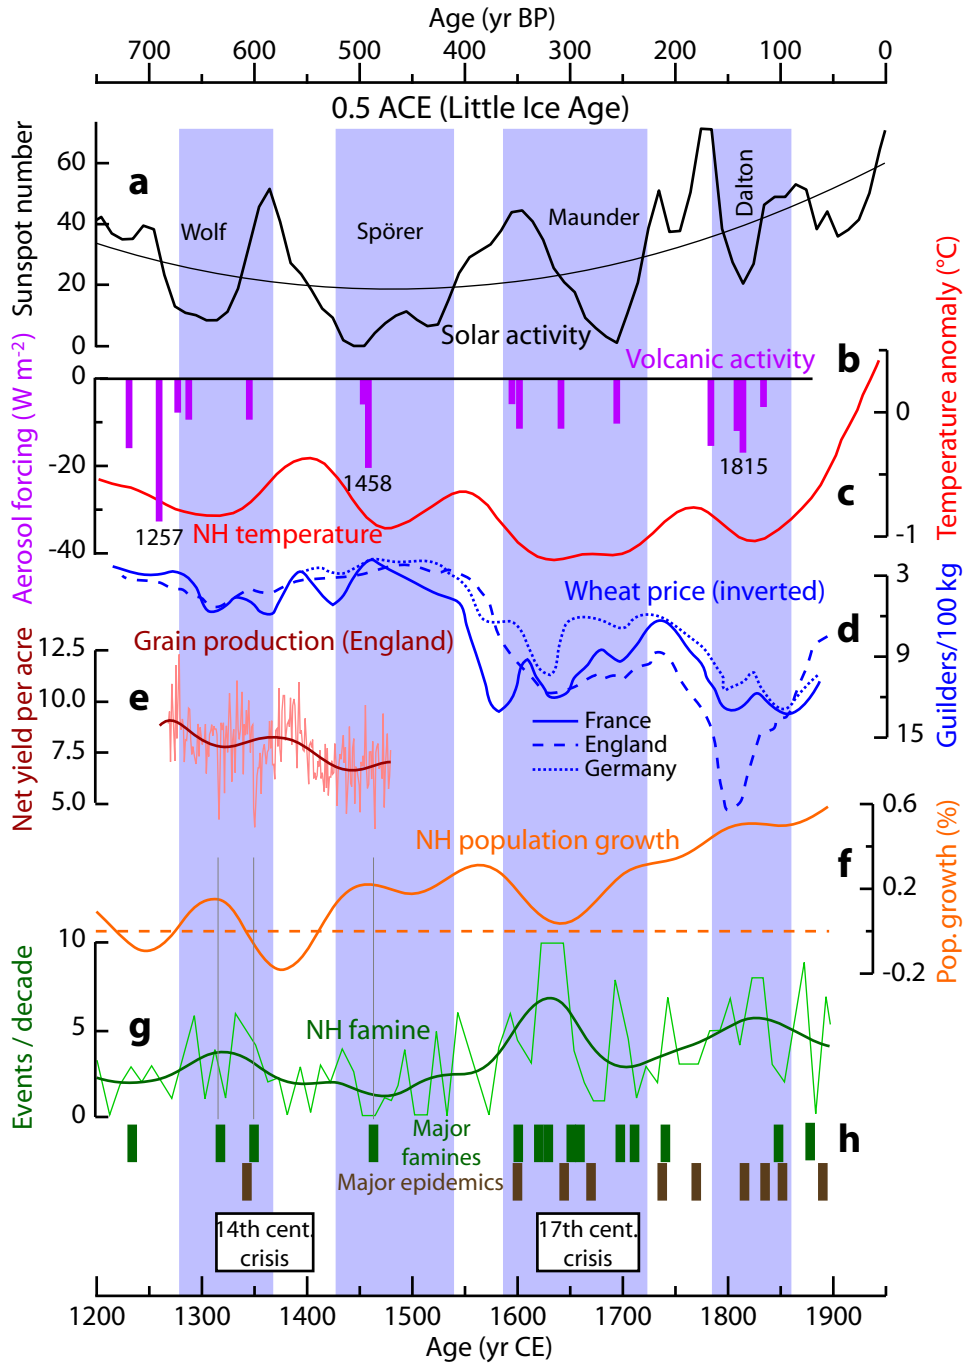 Age (yr BP)
700 600 500 400 300 200 100 0
0.5 ACE (Little Ice Age)
Sunspot number
60
40
20
0
a
Wolf
Spörer
Maunder
Dalton
Solar activity
Volcanic activity
b
Aerosol forcing (W m-2)
0
-20
-40
1257
1458
1815
Temperature anomaly (°C)
0
-1
c
NH temperature
Wheat price (inverted)
d
Guilders/100 kg
3
9
15
France
England
Germany
Grain production (England)
e
Net yield per acre
12.5
10.0
7.5
5.0
NH population growth
f
Pop. growth (%)
0.6
0.2
-0.2
Events / decade
10
5
0
g
NH famine
h
Major
famines
Major epidemics
14th cent.
crisis
17th cent.
crisis
1200 1300 1400 1500 1600 1700 1800 1900
Age (yr CE)